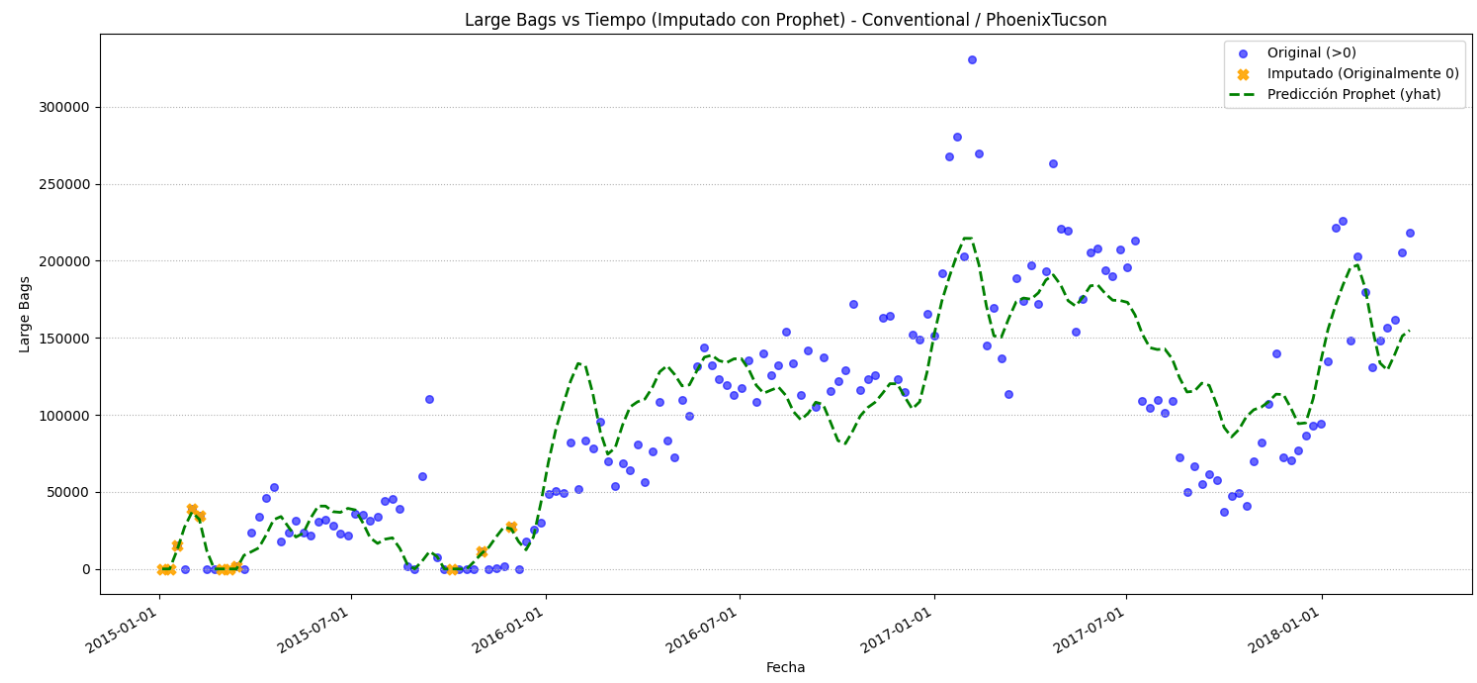 Large Bags vs Tiempo (Imputado con Prophet) - Conventional / PhoenixTucson
Original (>0)
Imputado (Originalmente 0)
Predicción Prophet (yhat)
300000
250000
200000
150000
100000
50000
0
Large Bags
2015-01-01
2015-07-01
2016-01-01
2016-07-01
2017-01-01
2017-07-01
2018-01-01
Fecha